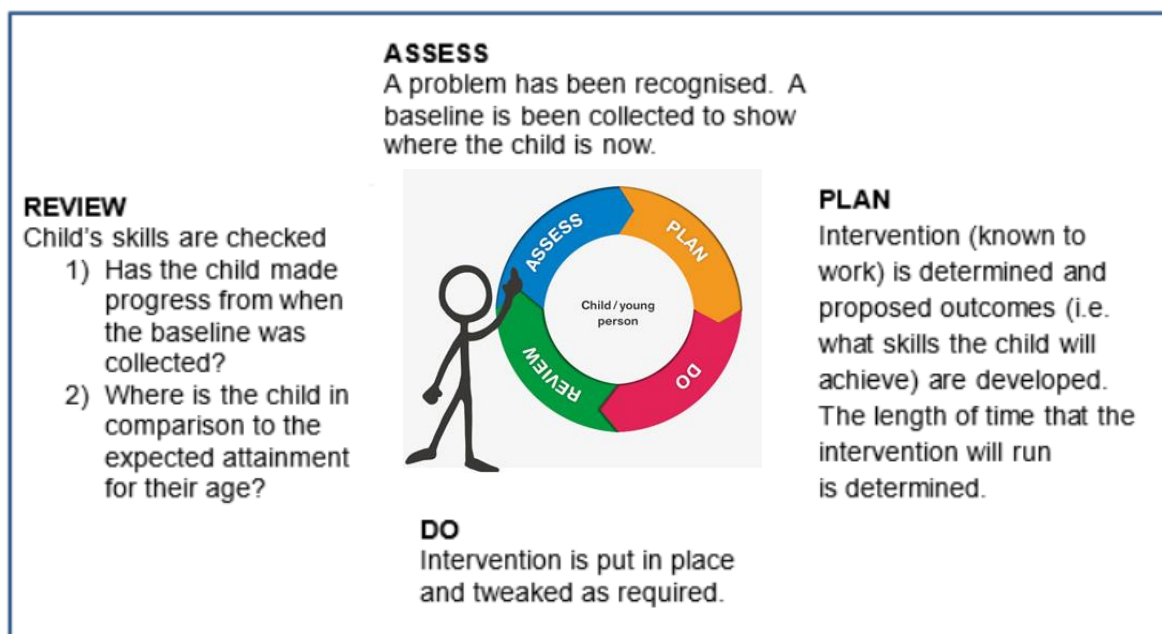 ASSESS
A problem has been recognised.  A
baseline is been collected to show
where the child is now.
REVIEW
Child's skills are checked
1) Has the child made
progress from when
the baseline was
collected?
2) Where is the child in
comparison to the
expected attainment
for their age?
ASSESS
PLAN
DO
REVIEW
Child / young
person
PLAN
Intervention (known to
work) is determined and
proposed outcomes (i.e.
what skills the child will
achieve) are developed.
The length of time that the
intervention will run
is determined.
DO
Intervention is put in place
and tweaked as required.